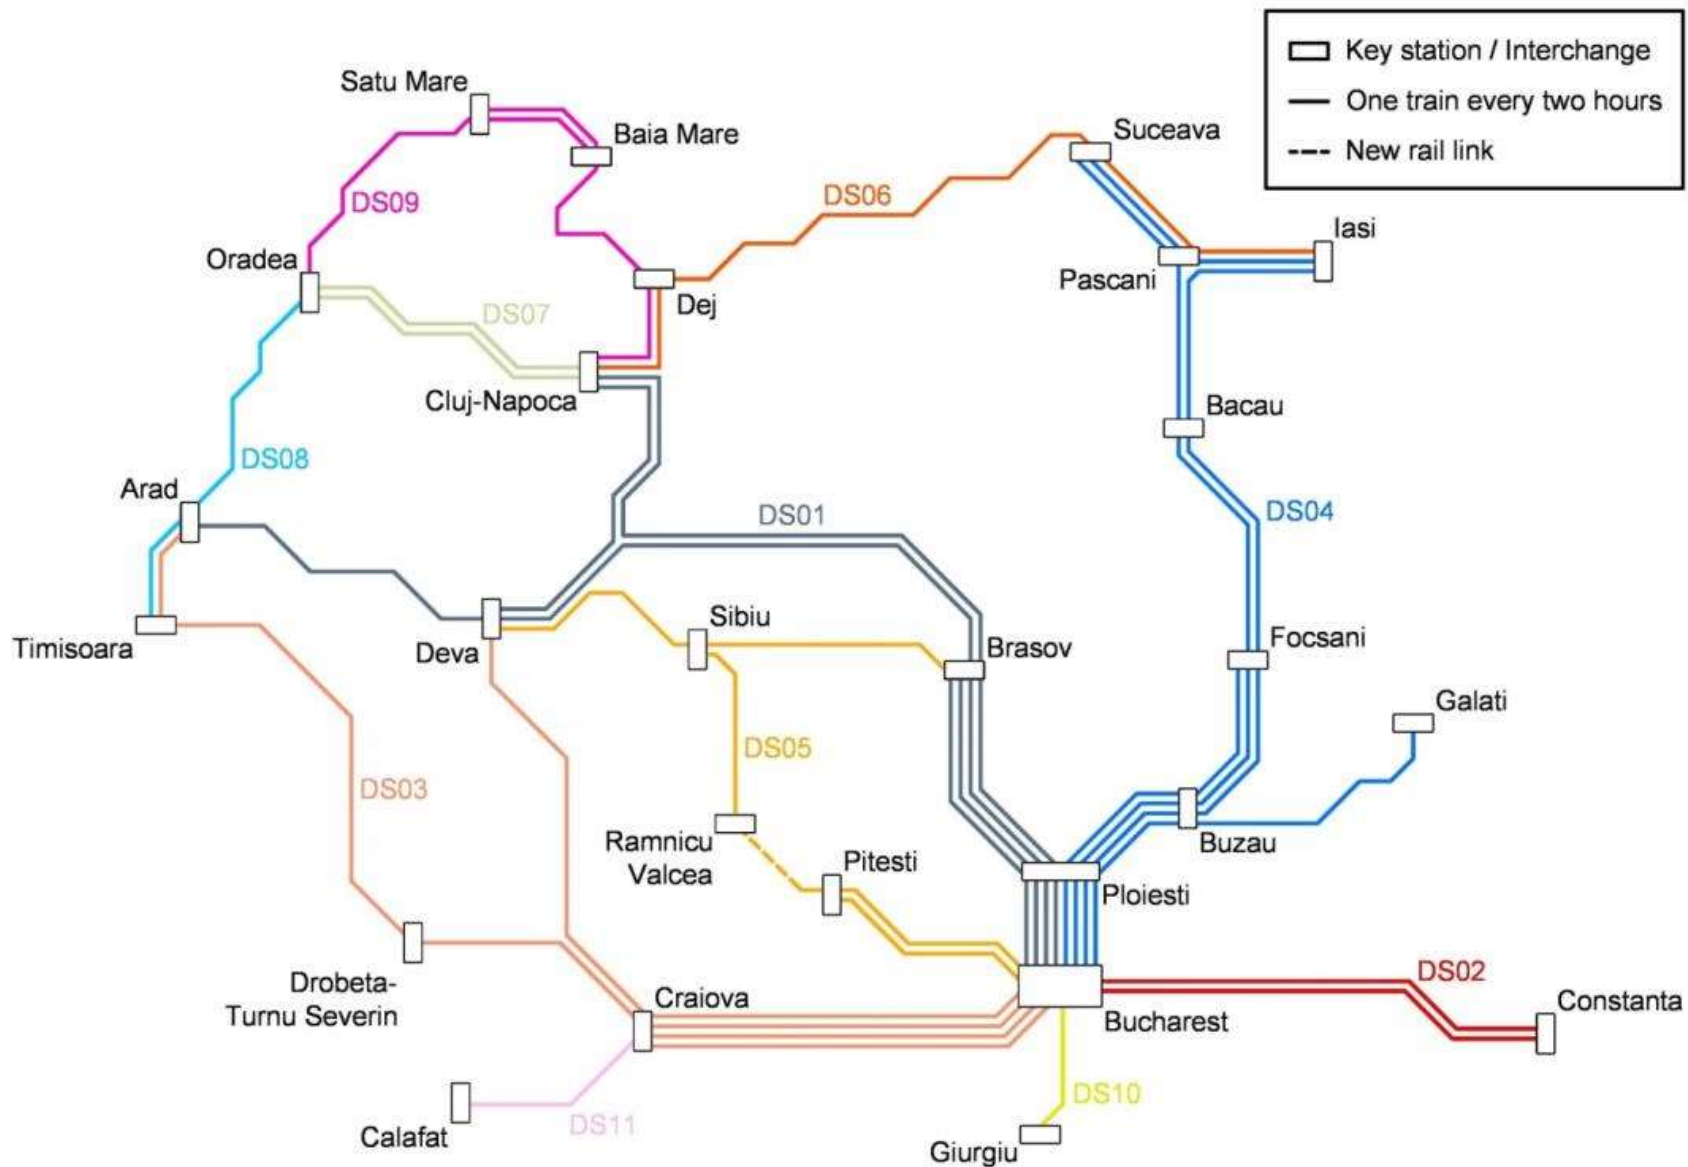 Key station / Interchange
One train every two hours
New rail link
Satu Mare
Baia Mare
Suceava
DS09
DS06
Iasi
Oradea
Pascani
Dej
DS07
Cluj-Napoca
Bacau
DS08
Arad
DS01
DS04
Timisoara
Deva
Sibiu
Brasov
Focsani
Galati
DS05
DS03
Ramnicu
Valcea
Pitesti
Buzau
Ploiesti
Drobeta-
Turnu Severin
Craiova
Bucharest
DS02
Constanta
DS10
Calafat
DS11
Giurgiu